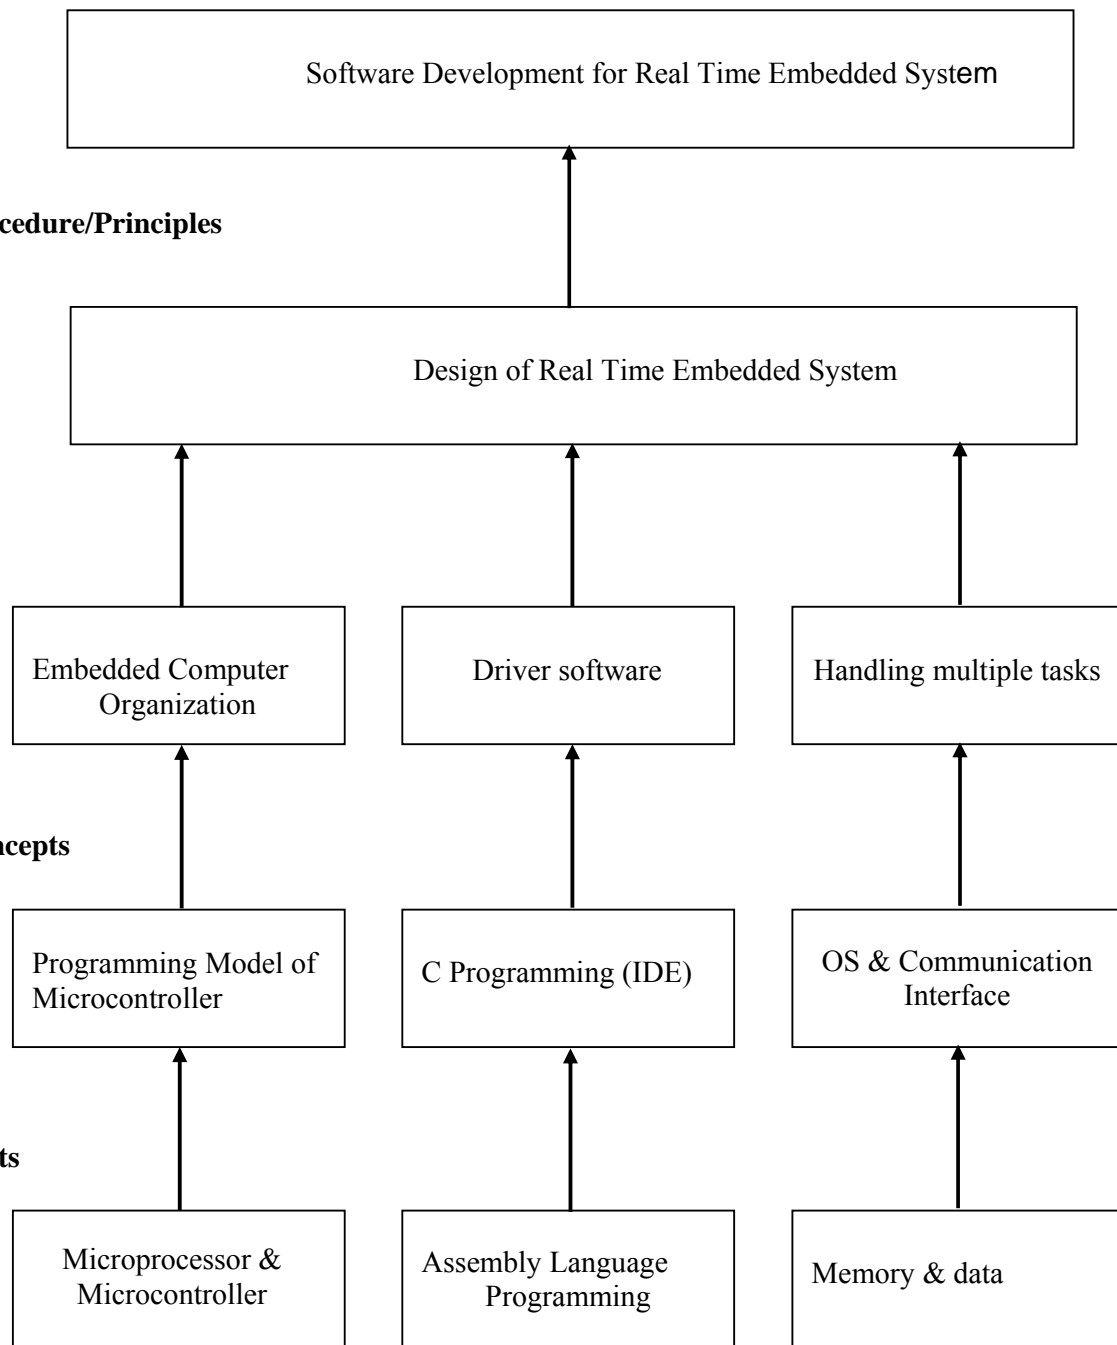 Software Development for Real Time Embedded System
cedure/Principles
Design of Real Time Embedded System
Embedded Computer
Organization
Driver software
Handling multiple tasks
ncepts
Programming Model of
Microcontroller
C Programming (IDE)
OS & Communication
Interface
ts
Microprocessor &
Microcontroller
Assembly Language
Programming
Memory & data